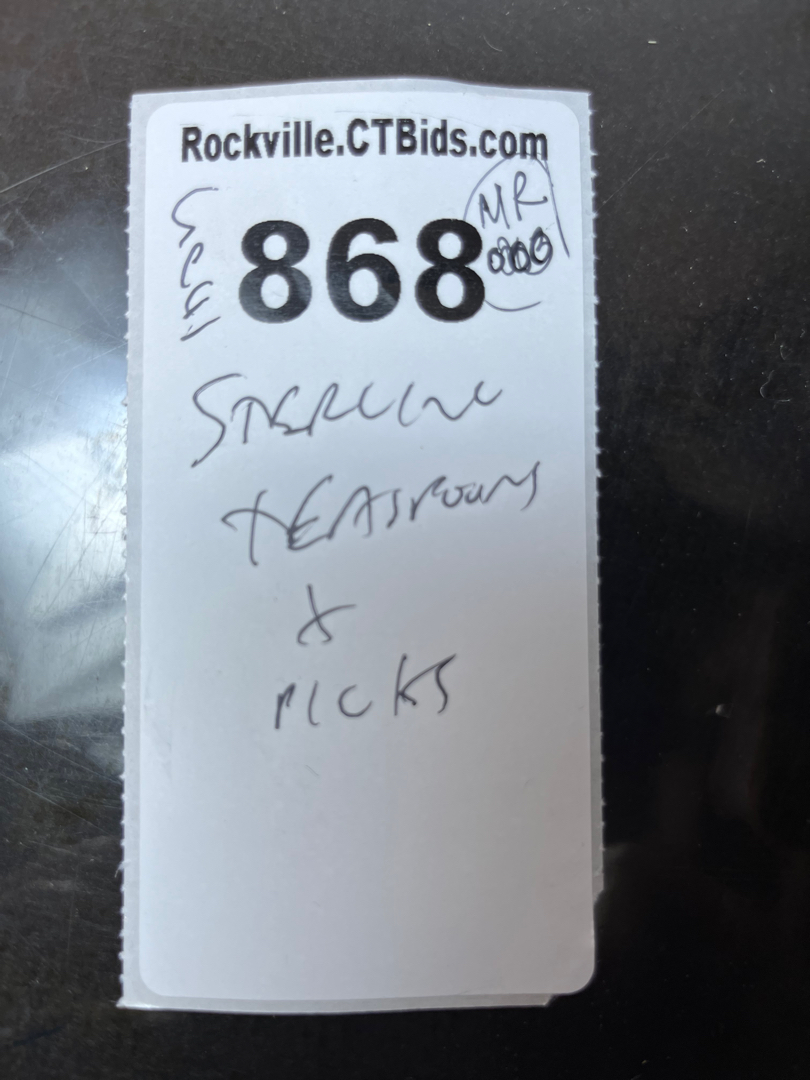 Rockville.CTBids.com
MR
868
STERLING
TEASPOONS
&
PICKS